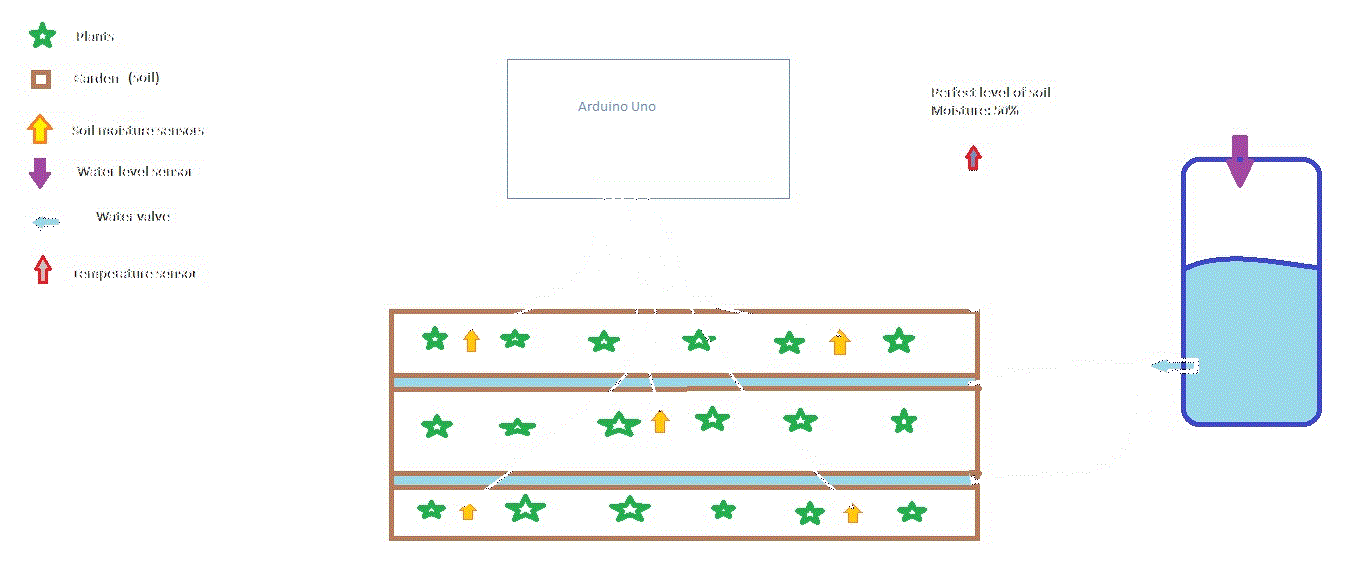 Plants
Garden (soil)
Soil moisture sensors
Water level sensor
Water valve
Temperature sensor
Arduino Uno
Perfect level of soil
Moisture: 50%